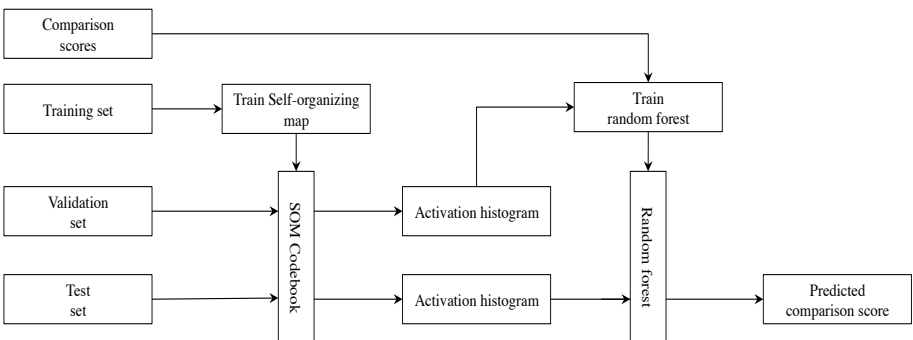 Comparison
scores
Training set
Train Self-organizing
map
Train
random forest
Validation
set
SOM Codebook
Activation histogram
Random forest
Test
set
Activation histogram
Predicted
comparison score